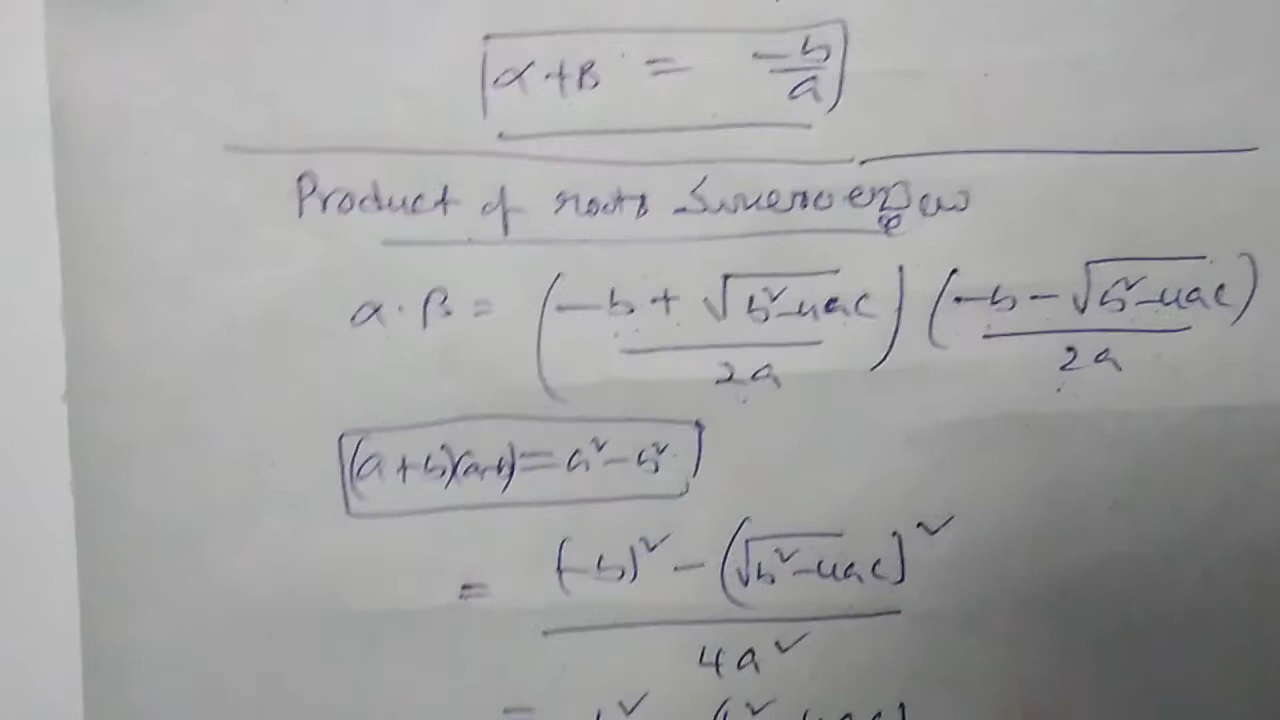 α+β = -b/a
Product of roots
α·β = (-b+√b²-4ac / 2a) (-b-√b²-4ac / 2a)
(a+b)(a-b) = a²-b²
= (-b)² - (√b²-4ac)² / 4a²